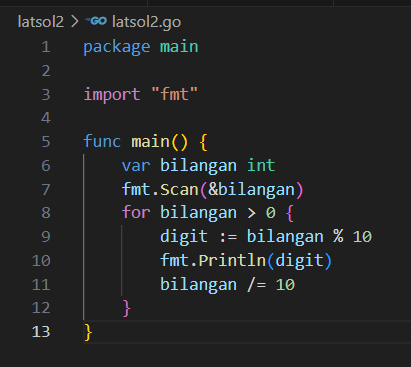 latsol2 > GO latsol2.go
1 package main
2
3 import "fmt"
4
5 func main() {
6 var bilangan int
7 fmt.Scan(&bilangan)
8 for bilangan > 0 {
9 digit := bilangan % 10
10 fmt.Println(digit)
11 bilangan /= 10
12 }
13 }